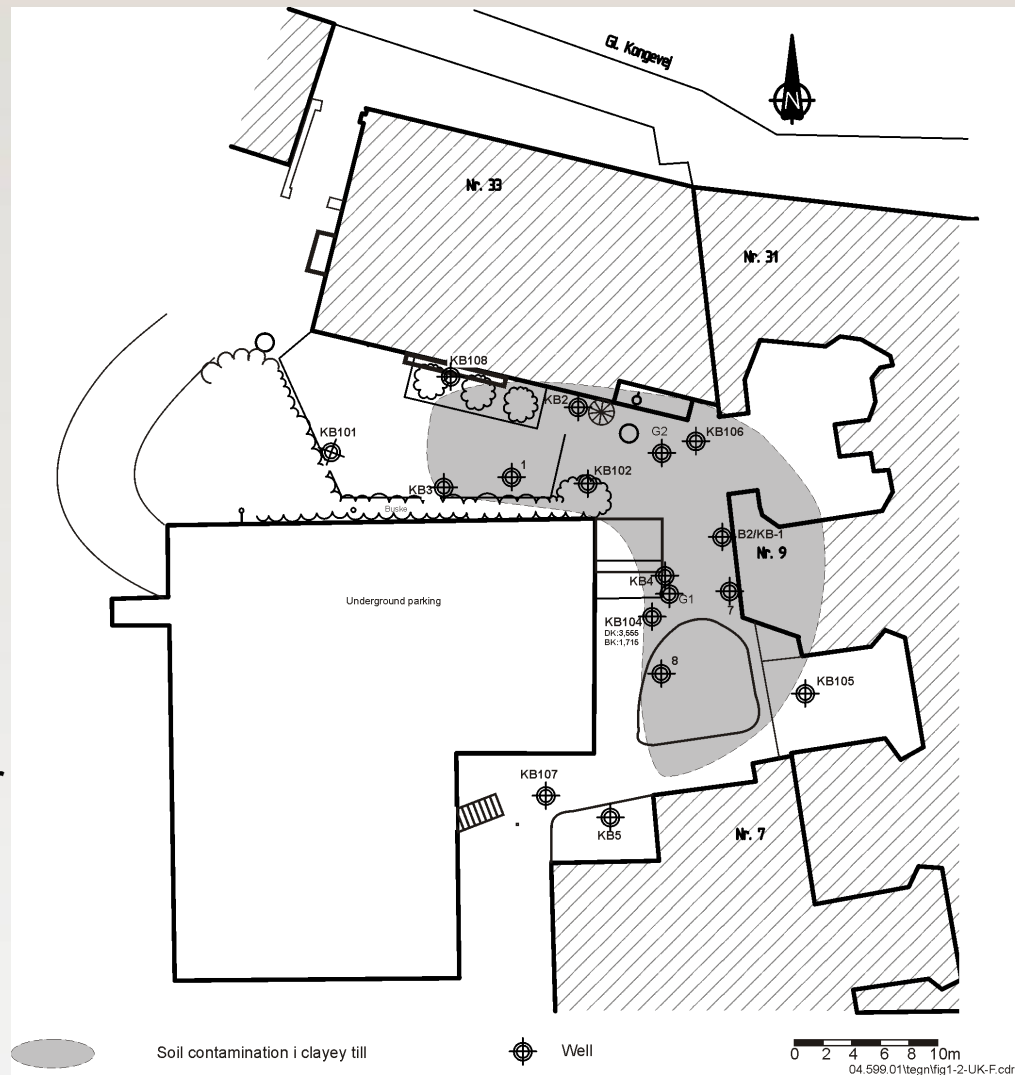 GL. Kongevej
N
Nr. 33
Nr. 31
KB108
KB2
G2
KB106
KB101
1
KB102
KB3
Buske
B2/KB-1
Nr. 9
KB4
G1
7
Underground parking
KB104
DK:3,555
BK:1,715
8
KB105
KB107
KB5
Nr. 7
Soil contamination i clayey till
Well
0 2 4 6 8 10m
04.599.01\tegn\fig1-2-UK-F.cdr